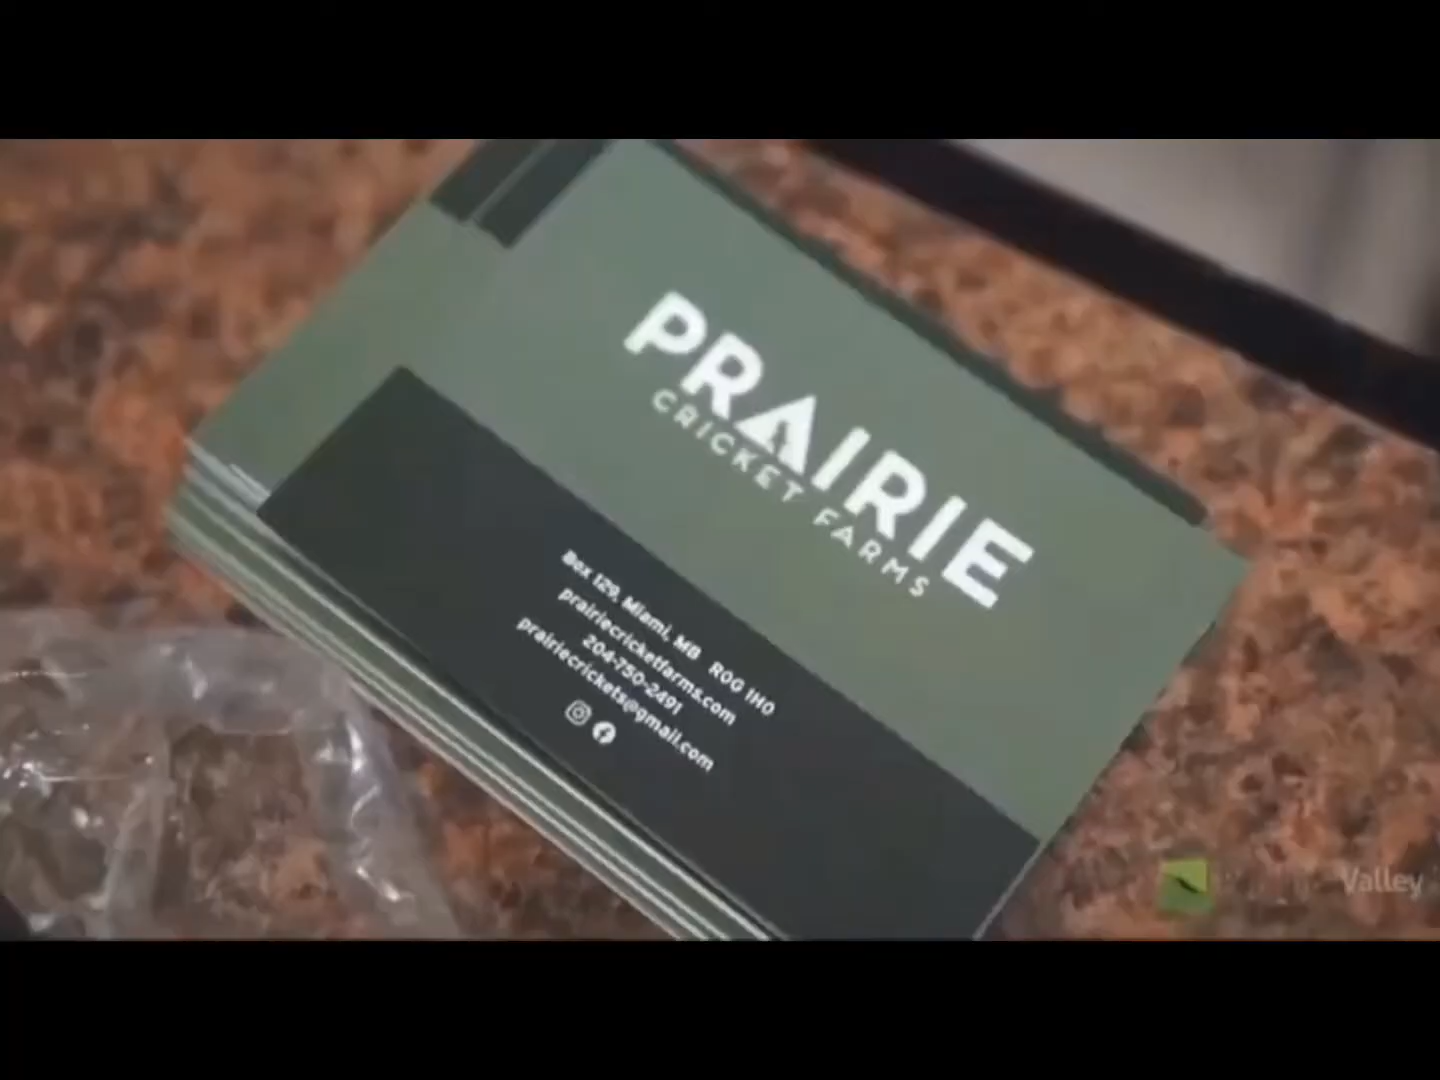 PRAIRIE
CRICKET FARMS
Box 129, Miami, MB R0G 1H0
prairiecricketfarms.com
204-750-2491
prairiecrickets@gmail.com
Valley